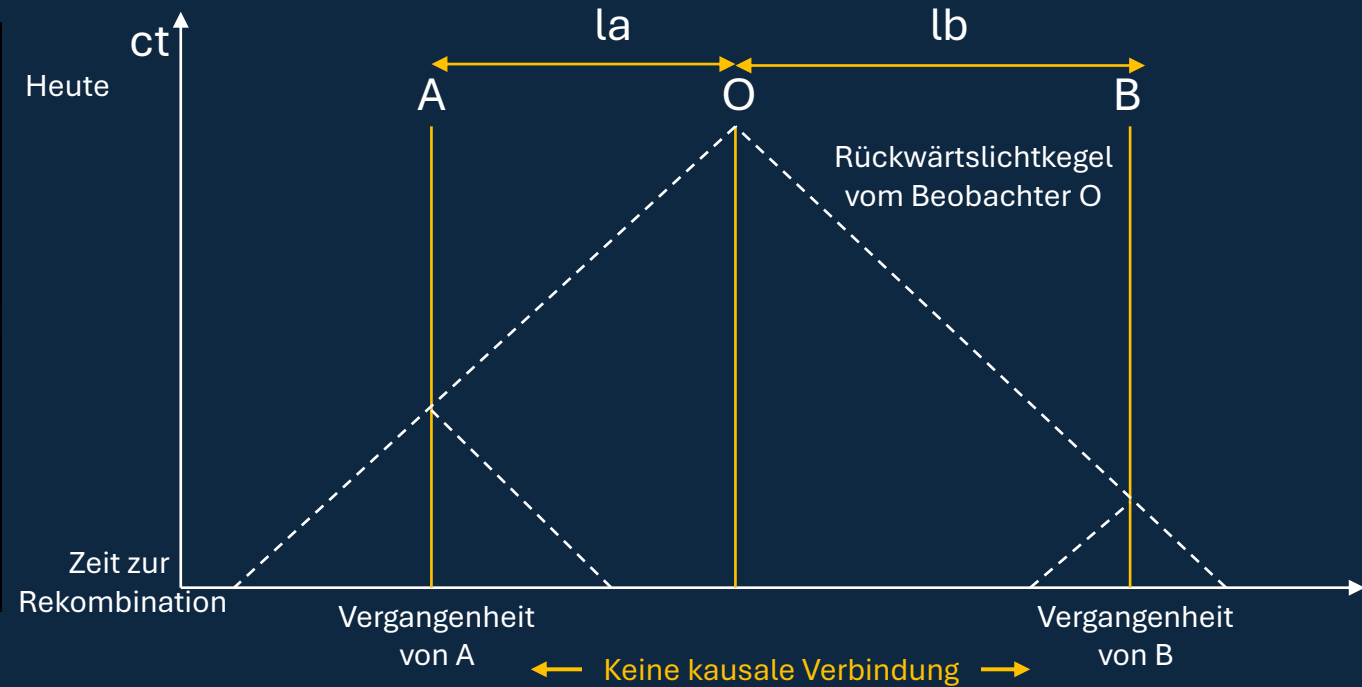 la
lb
ct
Heute
A
O
B
Rückwärtslichtkegel
vom Beobachter O
Zeit zur
Rekombination
Vergangenheit
von A
Vergangenheit
von B
Keine kausale Verbindung